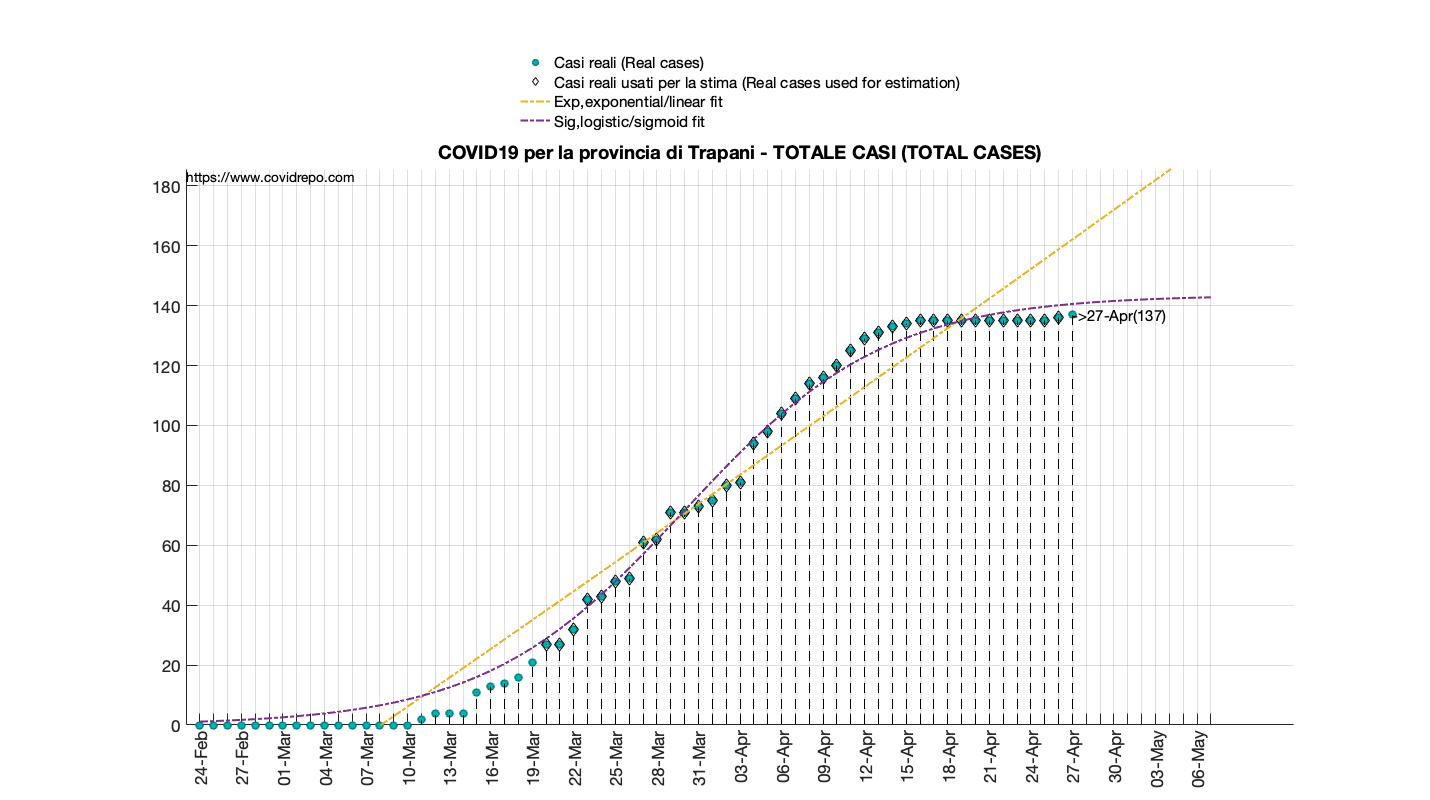 Casi reali (Real cases)
Casi reali usati per la stima (Real cases used for estimation)
Exp,exponential/linear fit
Sig,logistic/sigmoid fit
COVID19 per la provincia di Trapani - TOTALE CASI (TOTAL CASES)
https://www.covidrepo.com
180
160
140
120
100
80
60
40
20
0
>27-Apr(137)
24-Feb
27-Feb
01-Mar
04-Mar
07-Mar
10-Mar
13-Mar
16-Mar
19-Mar
22-Mar
25-Mar
28-Mar
31-Mar
03-Apr
06-Apr
09-Apr
12-Apr
15-Apr
18-Apr
21-Apr
24-Apr
27-Apr
30-Apr
03-May
06-May